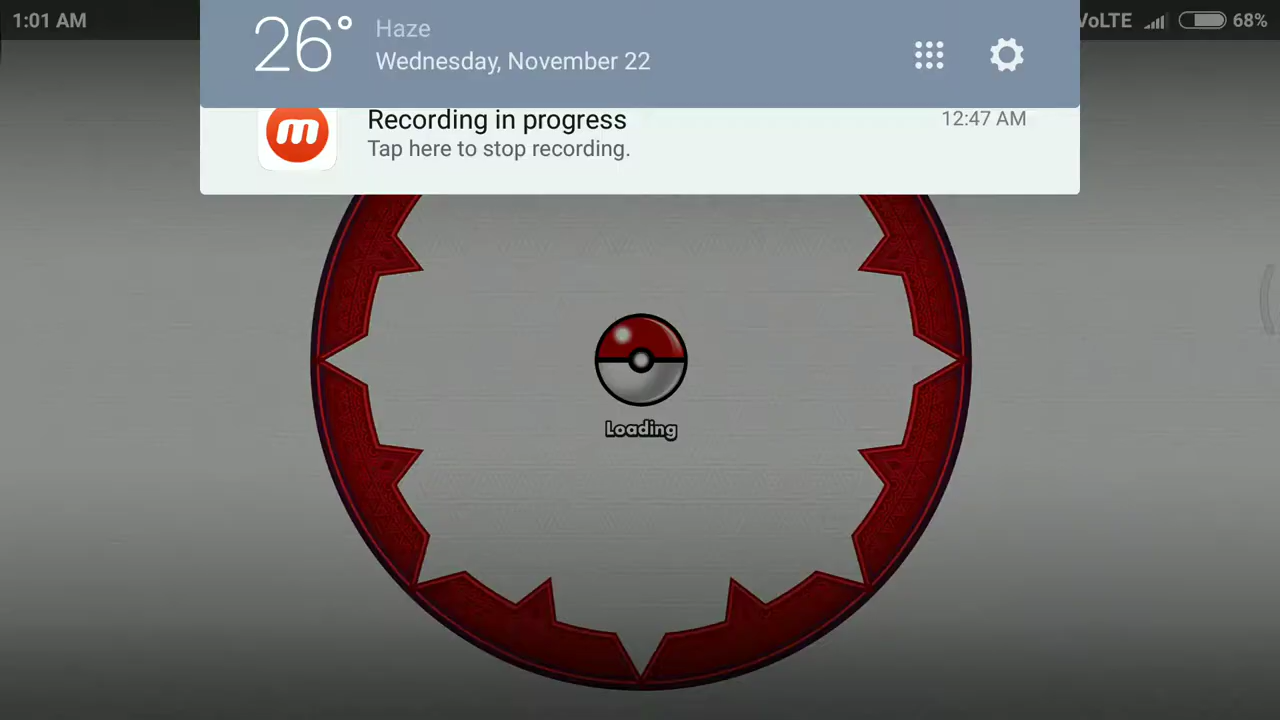 1:01 AM
26°
Haze
Wednesday, November 22
VoLTE
68%
m
Recording in progress
12:47 AM
Tap here to stop recording.
Loading